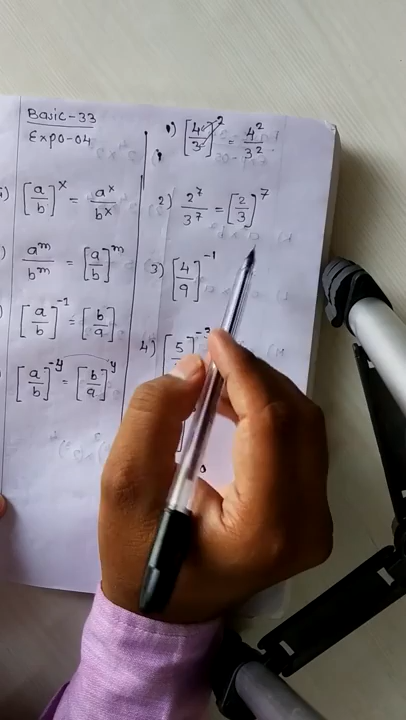 Basic-33
Expo-04
[a/b]^x = a^x/b^x
a^m/b^m = [a/b]^m
[a/b]^-1 = [b/a]
[a/b]^-y = [b/a]^y
1) [4/3]^2 = 4^2/3^2
2) 2^7/3^7 = [2/3]^7
3) [4/9]^-1
4) [5